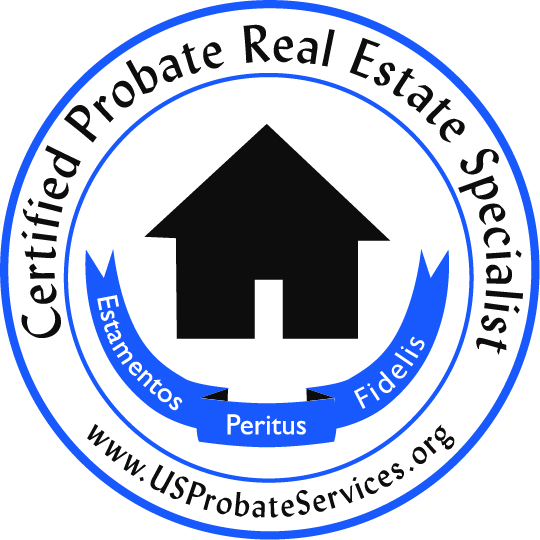 Certified Probate Real Estate Specialist
Estamentos
Peritus
Fidelis
www.USProbateServices.org